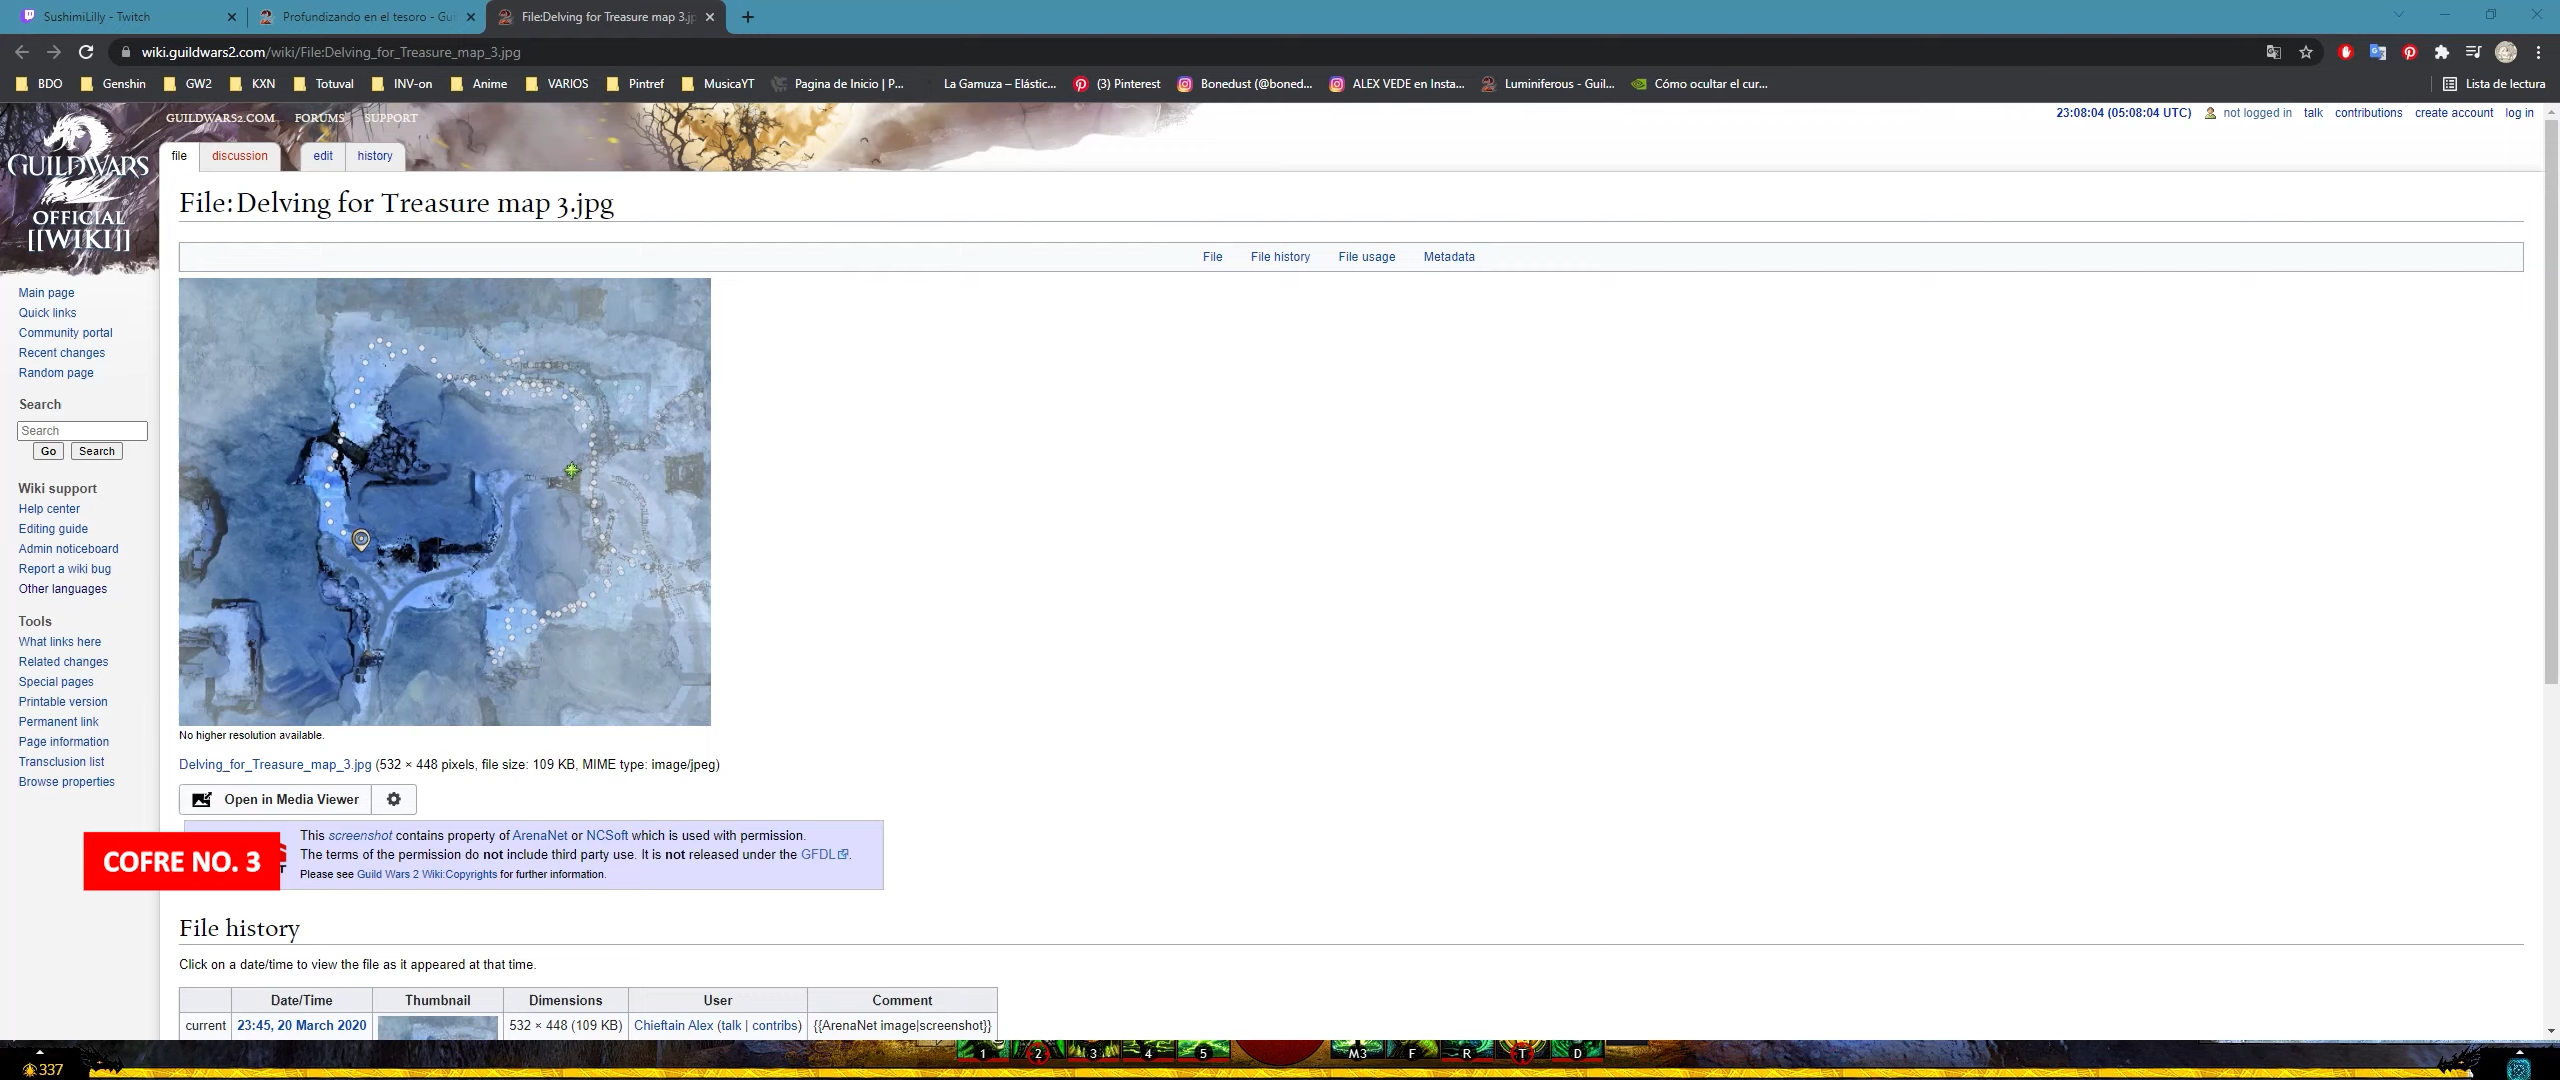 SushimiLilly - Twitch
Profundizando en el tesoro - Gui
File:Delving for Treasure map 3.jp
wiki.guildwars2.com/wiki/File:Delving_for_Treasure_map_3.jpg
BDO Genshin GW2 KXN Totuval INV-on Anime VARIOS Pintref MusicaYT Pagina de Inicio | P... La Gamuza – Elástic... (3) Pinterest Bonedust (@boned... ALEX VEDE en Insta... Luminiferous - Guil... Cómo ocultar el cur... Lista de lectura
GUILDWARS2.COM FORUMS SUPPORT
23:08:04 (05:08:04 UTC) not logged in talk contributions create account log in
GUILDWARS
OFFICIAL
[[WIKI]]
file discussion edit history
File:Delving for Treasure map 3.jpg
File File history File usage Metadata
Main page
Quick links
Community portal
Recent changes
Random page
Search
Search
Go Search
Wiki support
Help center
Editing guide
Admin noticeboard
Report a wiki bug
Other languages
Tools
What links here
Related changes
Special pages
Printable version
Permanent link
Page information
Transclusion list
Browse properties
No higher resolution available.
Delving_for_Treasure_map_3.jpg (532 × 448 pixels, file size: 109 KB, MIME type: image/jpeg)
Open in Media Viewer
This screenshot contains property of ArenaNet or NCSoft which is used with permission.
The terms of the permission do not include third party use. It is not released under the GFDL.
Please see Guild Wars 2 Wiki:Copyrights for further information.
COFRE NO. 3
File history
Click on a date/time to view the file as it appeared at that time.
Date/Time Thumbnail Dimensions User Comment
current 23:45, 20 March 2020 532 × 448 (109 KB) Chieftain Alex (talk | contribs) {{ArenaNet image|screenshot}}
337
1 2 3 4 5 M3 F R T D